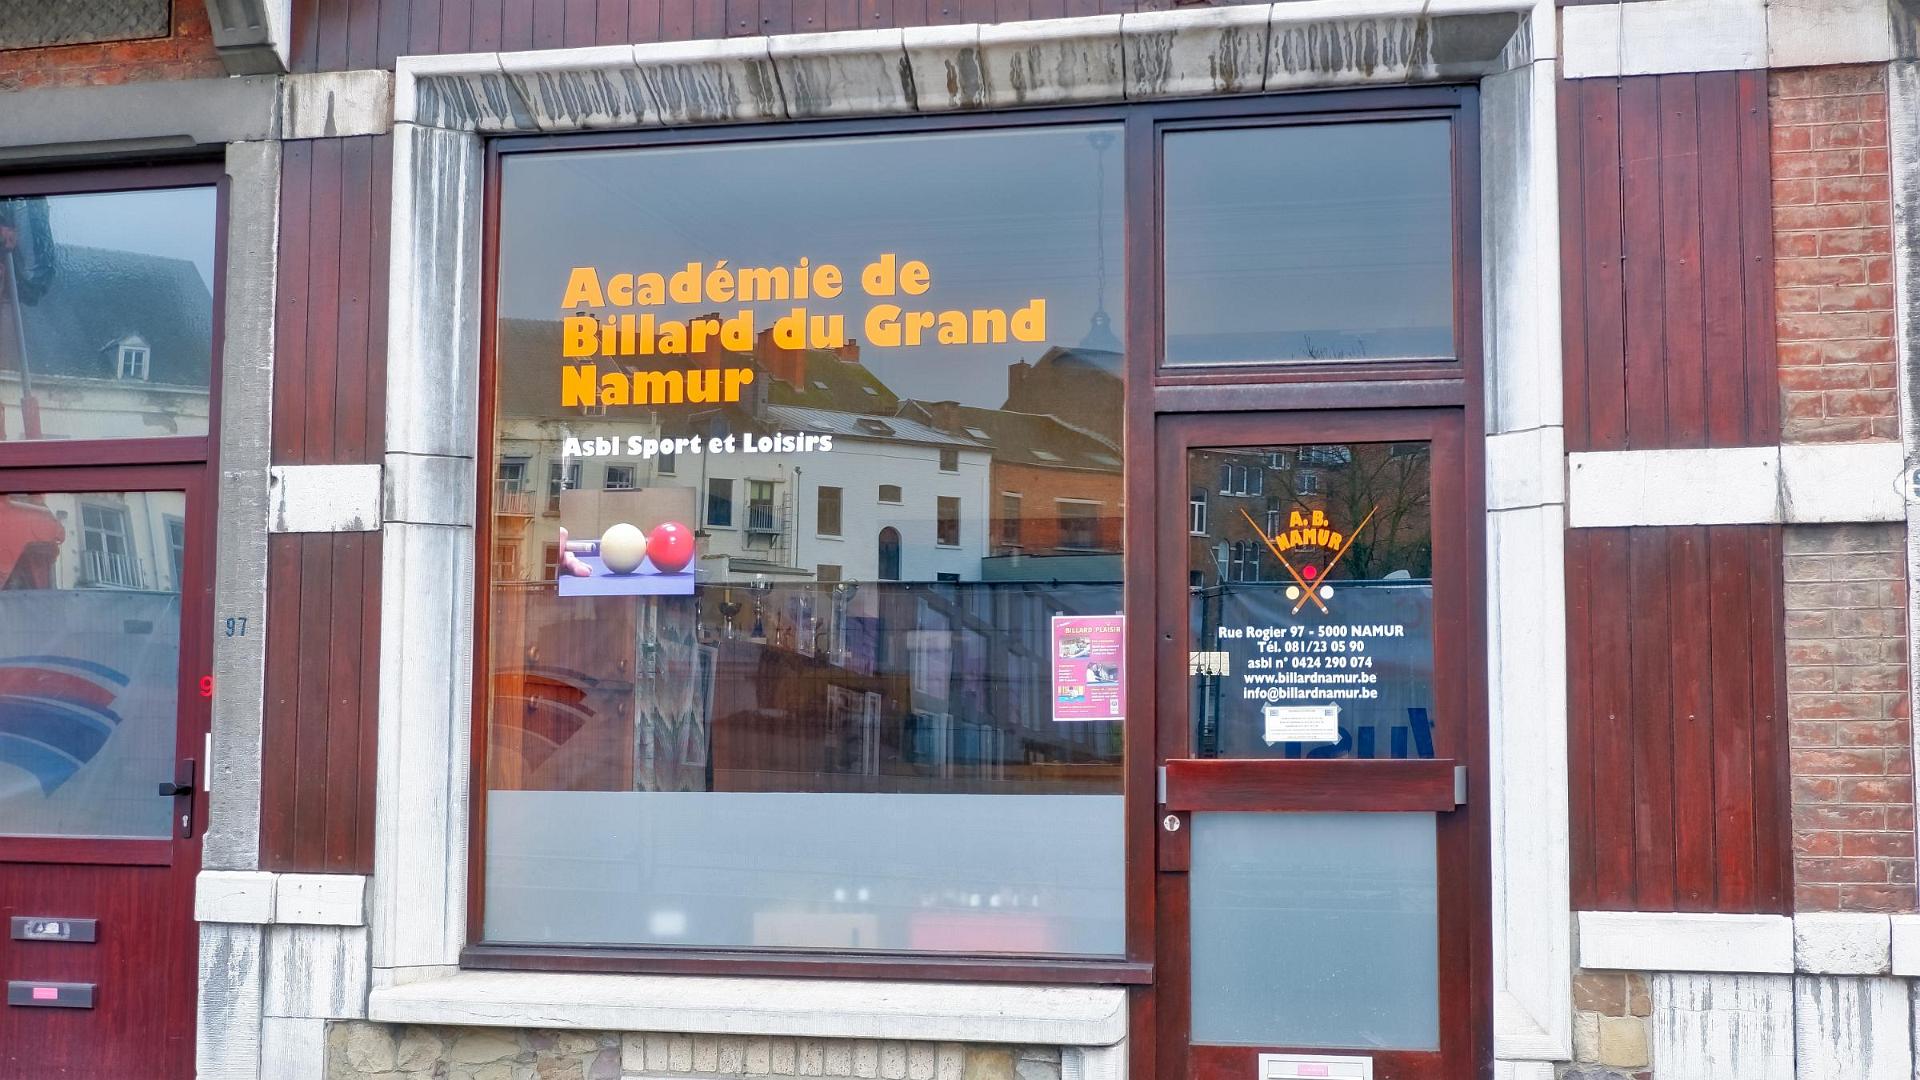 Académie de
Billard du Grand
Namur
Asbl Sport et Loisirs
BILLARD PLAISIR
A. B.
NAMUR
Rue Rogier 97 - 5000 NAMUR
Tél. 081/23 05 90
asbl n° 0424 290 074
www.billardnamur.be
info@billardnamur.be
97
9